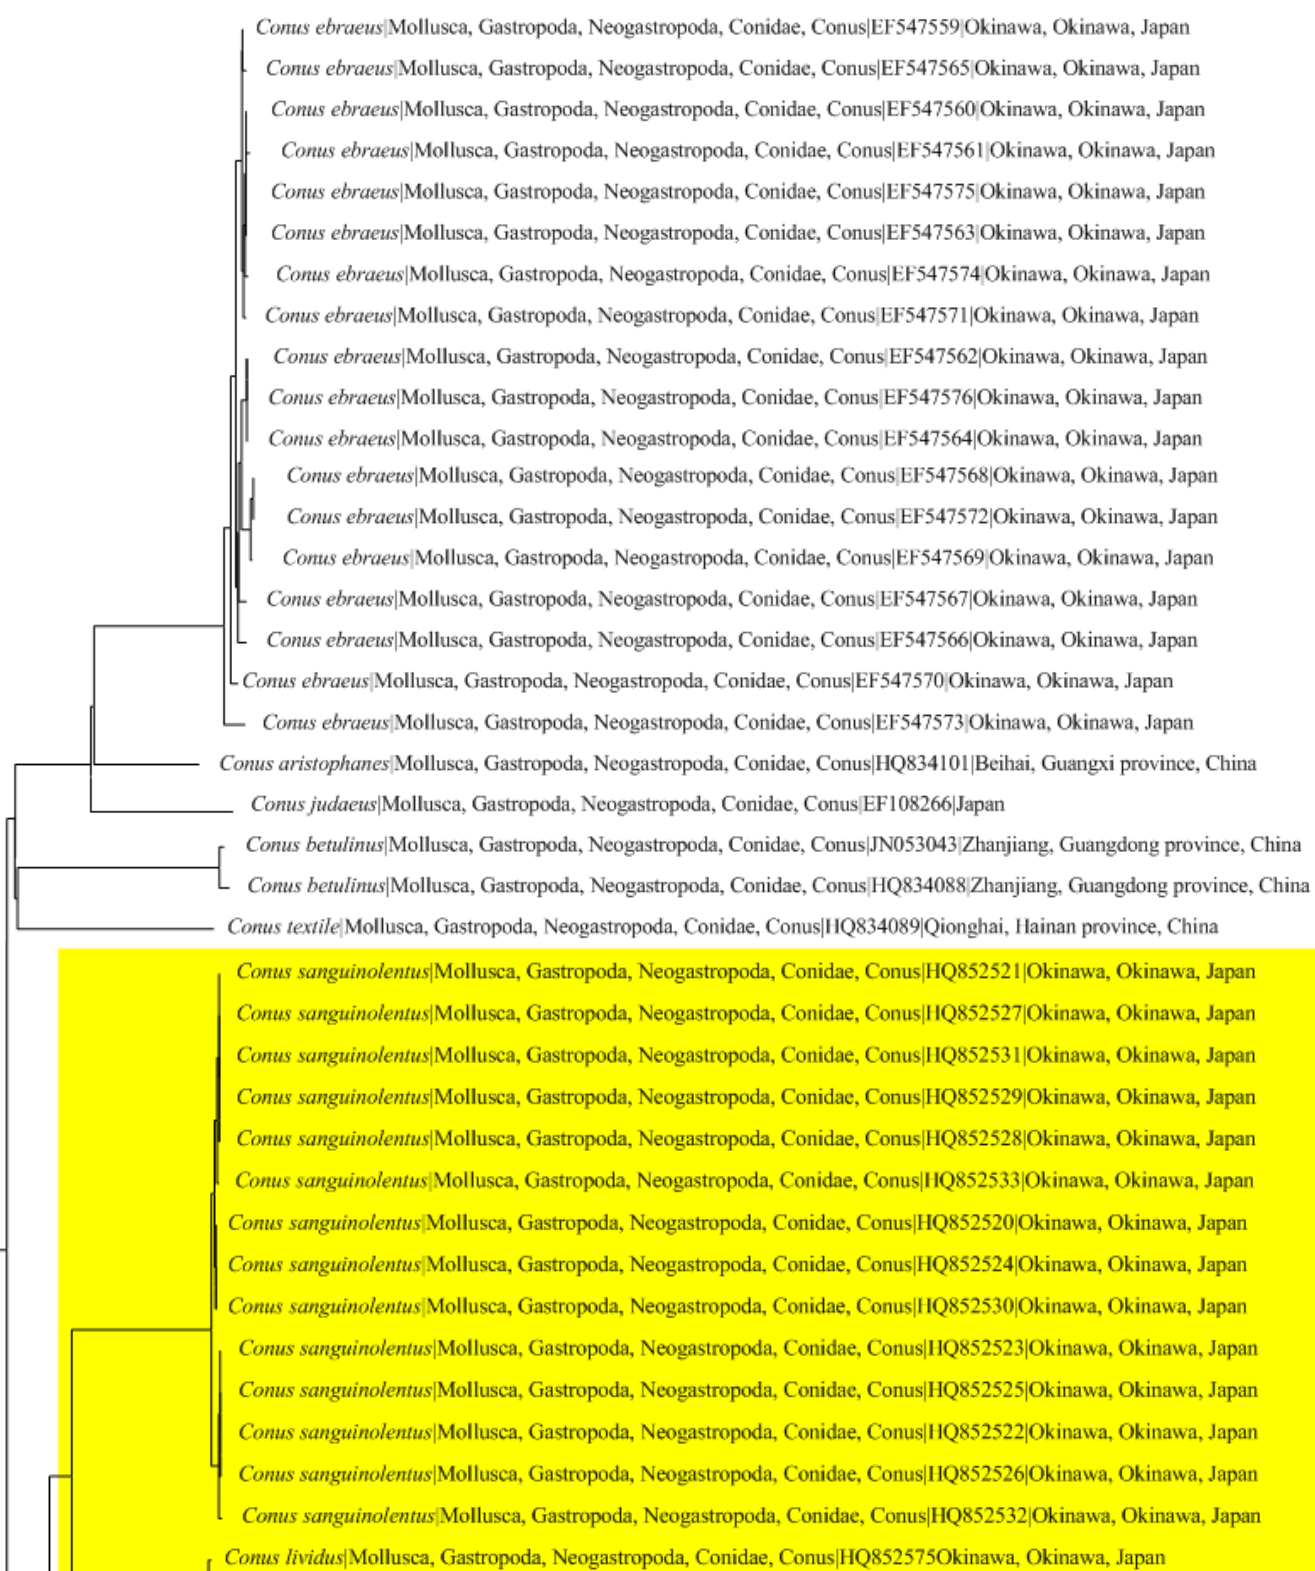 Conus ebraeus|Mollusca, Gastropoda, Neogastropoda, Conidae, Conus|EF547559|Okinawa, Okinawa, Japan
Conus ebraeus|Mollusca, Gastropoda, Neogastropoda, Conidae, Conus|EF547565|Okinawa, Okinawa, Japan
Conus ebraeus|Mollusca, Gastropoda, Neogastropoda, Conidae, Conus|EF547560|Okinawa, Okinawa, Japan
Conus ebraeus|Mollusca, Gastropoda, Neogastropoda, Conidae, Conus|EF547561|Okinawa, Okinawa, Japan
Conus ebraeus|Mollusca, Gastropoda, Neogastropoda, Conidae, Conus|EF547575|Okinawa, Okinawa, Japan
Conus ebraeus|Mollusca, Gastropoda, Neogastropoda, Conidae, Conus|EF547563|Okinawa, Okinawa, Japan
Conus ebraeus|Mollusca, Gastropoda, Neogastropoda, Conidae, Conus|EF547574|Okinawa, Okinawa, Japan
Conus ebraeus|Mollusca, Gastropoda, Neogastropoda, Conidae, Conus|EF547571|Okinawa, Okinawa, Japan
Conus ebraeus|Mollusca, Gastropoda, Neogastropoda, Conidae, Conus|EF547562|Okinawa, Okinawa, Japan
Conus ebraeus|Mollusca, Gastropoda, Neogastropoda, Conidae, Conus|EF547576|Okinawa, Okinawa, Japan
Conus ebraeus|Mollusca, Gastropoda, Neogastropoda, Conidae, Conus|EF547564|Okinawa, Okinawa, Japan
Conus ebraeus|Mollusca, Gastropoda, Neogastropoda, Conidae, Conus|EF547568|Okinawa, Okinawa, Japan
Conus ebraeus|Mollusca, Gastropoda, Neogastropoda, Conidae, Conus|EF547572|Okinawa, Okinawa, Japan
Conus ebraeus|Mollusca, Gastropoda, Neogastropoda, Conidae, Conus|EF547569|Okinawa, Okinawa, Japan
Conus ebraeus|Mollusca, Gastropoda, Neogastropoda, Conidae, Conus|EF547567|Okinawa, Okinawa, Japan
Conus ebraeus|Mollusca, Gastropoda, Neogastropoda, Conidae, Conus|EF547566|Okinawa, Okinawa, Japan
Conus ebraeus|Mollusca, Gastropoda, Neogastropoda, Conidae, Conus|EF547570|Okinawa, Okinawa, Japan
Conus ebraeus|Mollusca, Gastropoda, Neogastropoda, Conidae, Conus|EF547573|Okinawa, Okinawa, Japan
Conus aristophanes|Mollusca, Gastropoda, Neogastropoda, Conidae, Conus|HQ834101|Beihai, Guangxi province, China
Conus judaeus|Mollusca, Gastropoda, Neogastropoda, Conidae, Conus|EF108266|Japan
Conus betulinus|Mollusca, Gastropoda, Neogastropoda, Conidae, Conus|JN053043|Zhanjiang, Guangdong province, China
Conus betulinus|Mollusca, Gastropoda, Neogastropoda, Conidae, Conus|HQ834088|Zhanjiang, Guangdong province, China
Conus textile|Mollusca, Gastropoda, Neogastropoda, Conidae, Conus|HQ834089|Qionghai, Hainan province, China
Conus sanguinolentus|Mollusca, Gastropoda, Neogastropoda, Conidae, Conus|HQ852521|Okinawa, Okinawa, Japan
Conus sanguinolentus|Mollusca, Gastropoda, Neogastropoda, Conidae, Conus|HQ852527|Okinawa, Okinawa, Japan
Conus sanguinolentus|Mollusca, Gastropoda, Neogastropoda, Conidae, Conus|HQ852531|Okinawa, Okinawa, Japan
Conus sanguinolentus|Mollusca, Gastropoda, Neogastropoda, Conidae, Conus|HQ852529|Okinawa, Okinawa, Japan
Conus sanguinolentus|Mollusca, Gastropoda, Neogastropoda, Conidae, Conus|HQ852528|Okinawa, Okinawa, Japan
Conus sanguinolentus|Mollusca, Gastropoda, Neogastropoda, Conidae, Conus|HQ852533|Okinawa, Okinawa, Japan
Conus sanguinolentus|Mollusca, Gastropoda, Neogastropoda, Conidae, Conus|HQ852520|Okinawa, Okinawa, Japan
Conus sanguinolentus|Mollusca, Gastropoda, Neogastropoda, Conidae, Conus|HQ852524|Okinawa, Okinawa, Japan
Conus sanguinolentus|Mollusca, Gastropoda, Neogastropoda, Conidae, Conus|HQ852530|Okinawa, Okinawa, Japan
Conus sanguinolentus|Mollusca, Gastropoda, Neogastropoda, Conidae, Conus|HQ852523|Okinawa, Okinawa, Japan
Conus sanguinolentus|Mollusca, Gastropoda, Neogastropoda, Conidae, Conus|HQ852525|Okinawa, Okinawa, Japan
Conus sanguinolentus|Mollusca, Gastropoda, Neogastropoda, Conidae, Conus|HQ852522|Okinawa, Okinawa, Japan
Conus sanguinolentus|Mollusca, Gastropoda, Neogastropoda, Conidae, Conus|HQ852526|Okinawa, Okinawa, Japan
Conus sanguinolentus|Mollusca, Gastropoda, Neogastropoda, Conidae, Conus|HQ852532|Okinawa, Okinawa, Japan
Conus lividus|Mollusca, Gastropoda, Neogastropoda, Conidae, Conus|HQ852575Okinawa, Okinawa, Japan